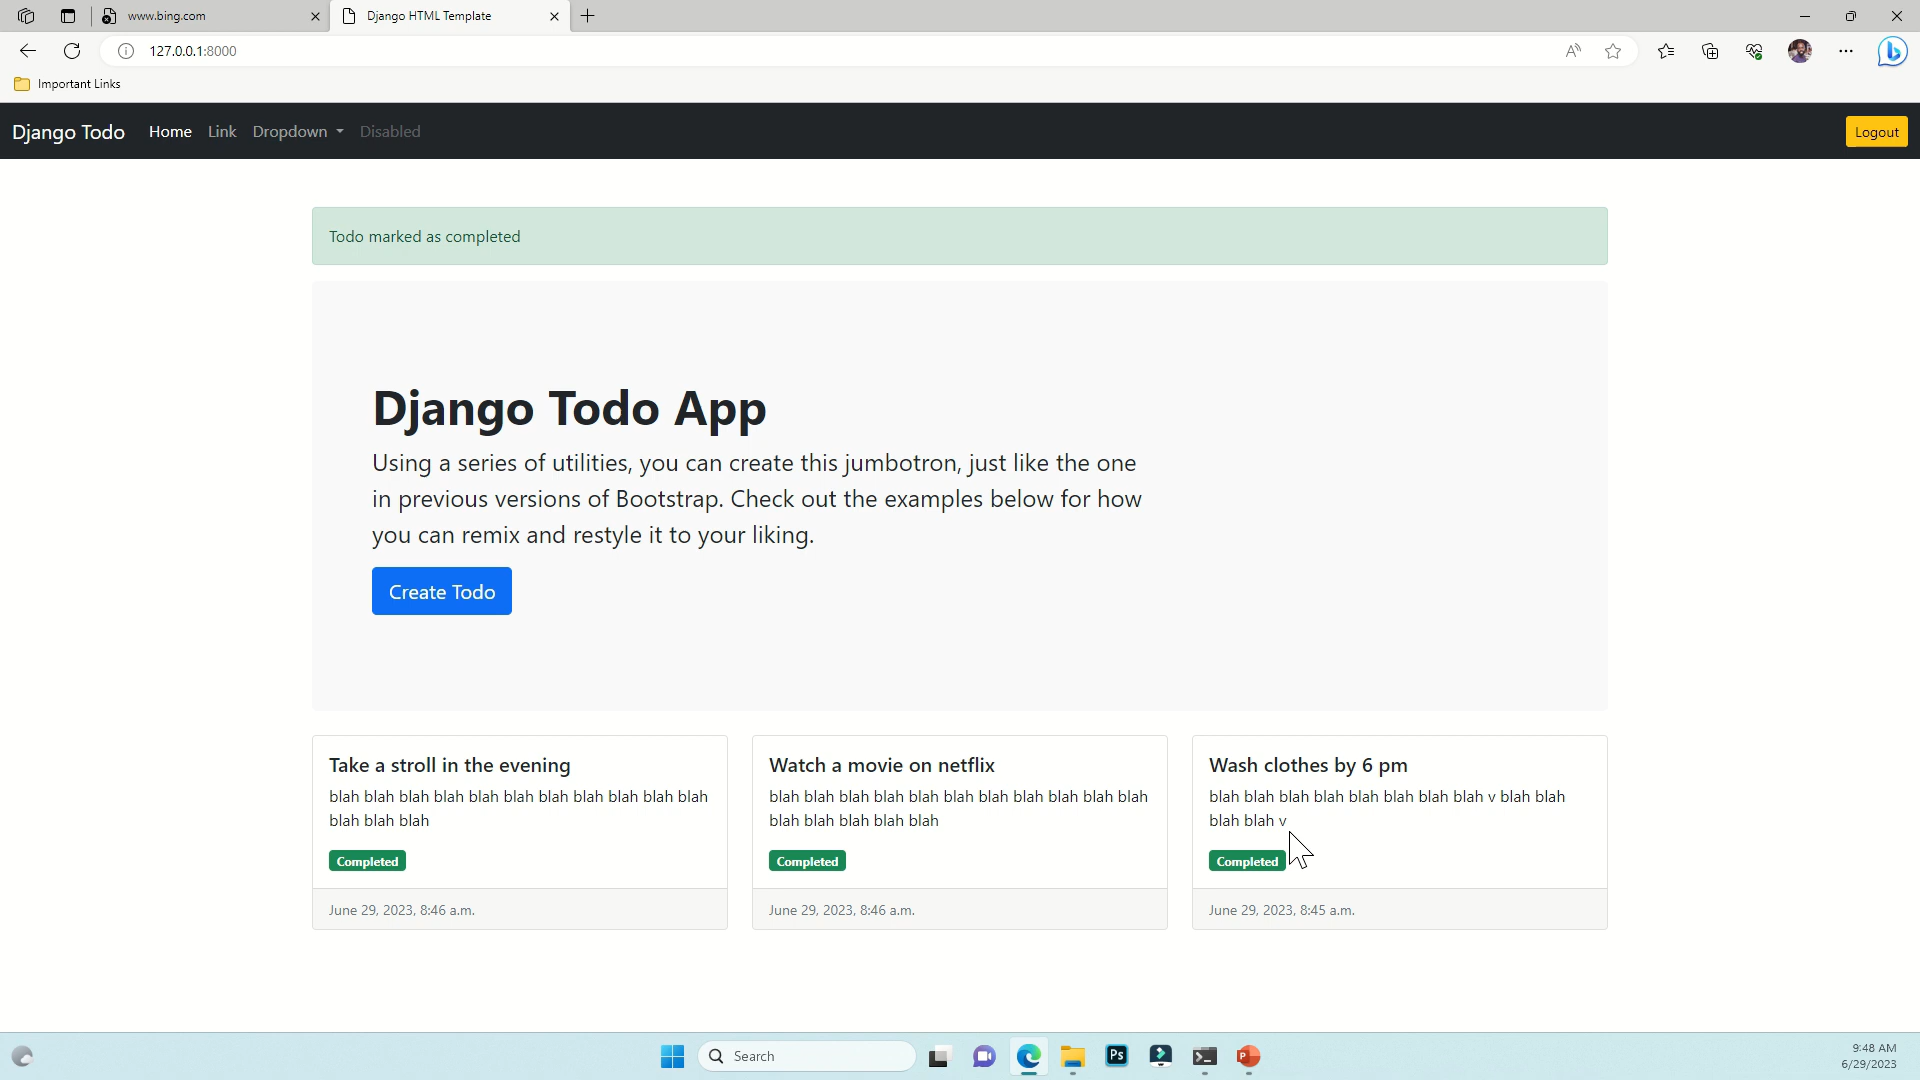 www.bing.com
Django HTML Template
127.0.0.1:8000
Important Links
Django Todo Home Link Dropdown Disabled Logout
Todo marked as completed
Django Todo App
Using a series of utilities, you can create this jumbotron, just like the one
in previous versions of Bootstrap. Check out the examples below for how
you can remix and restyle it to your liking.
Create Todo
Take a stroll in the evening
blah blah blah blah blah blah blah blah blah blah blah
blah blah blah
Completed
June 29, 2023, 8:46 a.m.
Watch a movie on netflix
blah blah blah blah blah blah blah blah blah blah blah
blah blah blah blah blah
Completed
June 29, 2023, 8:46 a.m.
Wash clothes by 6 pm
blah blah blah blah blah blah blah blah v blah blah
blah blah v
Completed
June 29, 2023, 8:45 a.m.
Search
Ps
P
9:48 AM
6/29/2023